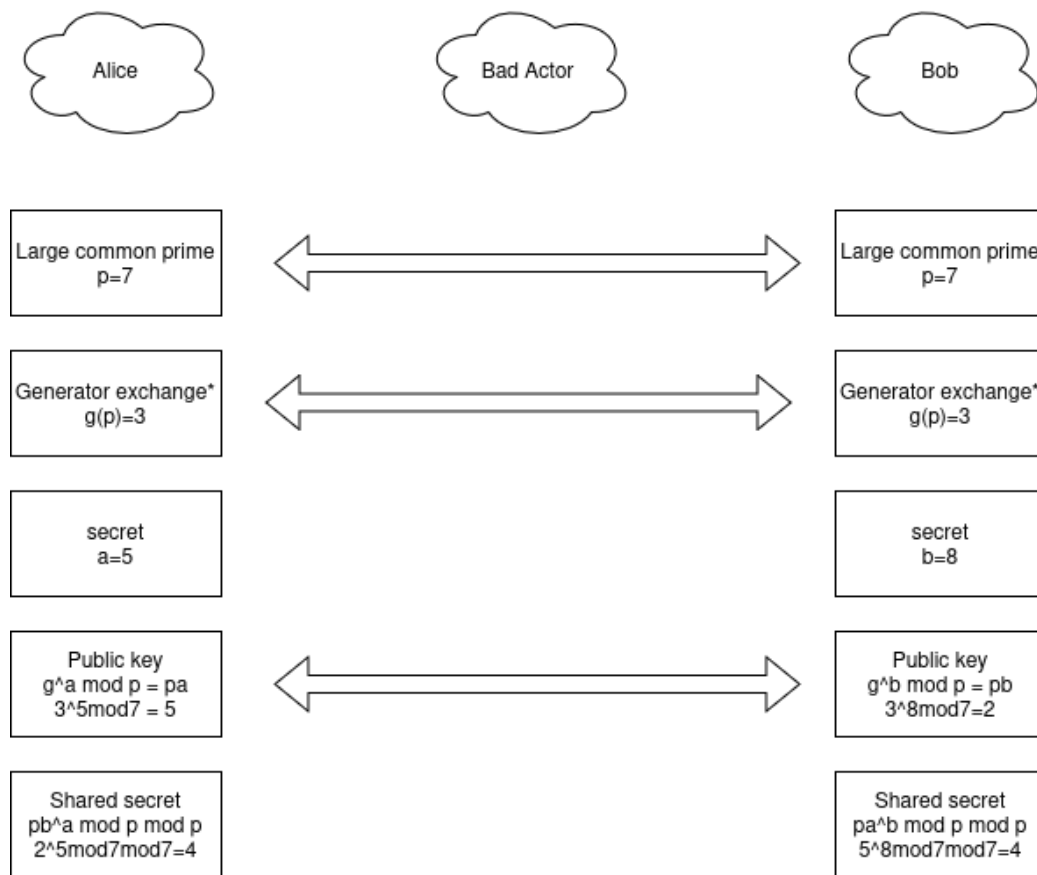 Alice
Bad Actor
Bob
Large common prime
p=7
Large common prime
p=7
Generator exchange*
g(p)=3
Generator exchange*
g(p)=3
secret
a=5
secret
b=8
Public key
g^a mod p = pa
3^5mod7 = 5
Public key
g^b mod p = pb
3^8mod7=2
Shared secret
pb^a mod p mod p
2^5mod7mod7=4
Shared secret
pa^b mod p mod p
5^8mod7mod7=4